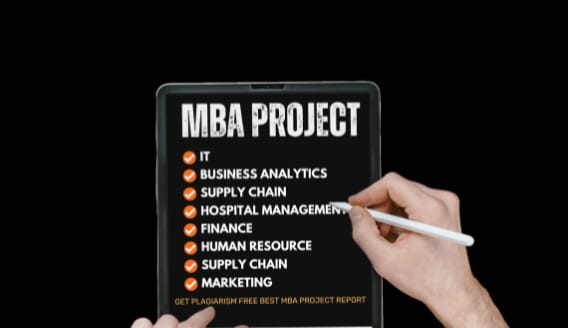 MBA PROJECT
IT
BUSINESS ANALYTICS
SUPPLY CHAIN
HOSPITAL MANAGEMENT
FINANCE
HUMAN RESOURCE
SUPPLY CHAIN
MARKETING
GET PLAGIARISM FREE BEST MBA PROJECT REPORT